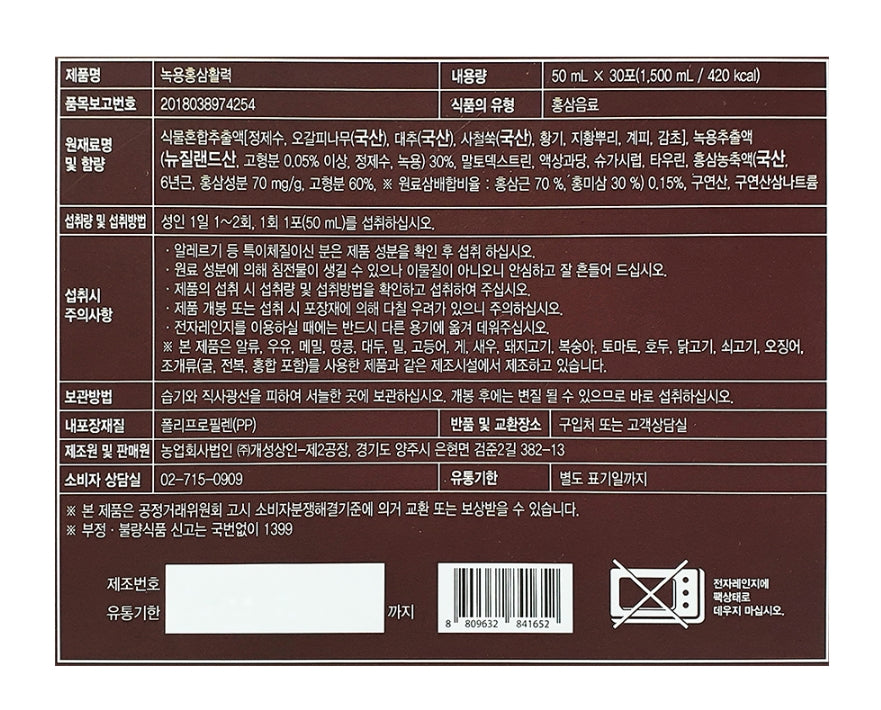 제품명 녹용홍삼활력 내용량 50 mL × 30포(1,500 mL / 420 kcal)
품목보고번호 2018038974254 식품의 유형 홍삼음료
원재료명
및 함량
식물혼합추출액[정제수, 오갈피나무(국산), 대추(국산), 사철쑥(국산), 황기, 지황뿌리, 계피, 감초], 녹용추출액
(뉴질랜드산, 고형분 0.05% 이상, 정제수, 녹용) 30%, 말토덱스트린, 액상과당, 슈가시럽, 타우린, 홍삼농축액(국산,
6년근, 홍삼성분 70 mg/g, 고형분 60%, ※ 원료삼배합비율 : 홍삼근 70 %, 홍미삼 30 %) 0.15%, 구연산, 구연산삼나트륨
섭취량 및 섭취방법 성인 1일 1~2회, 1회 1포(50 mL)를 섭취하십시오.
섭취시
주의사항
· 알레르기 등 특이체질이신 분은 제품 성분을 확인 후 섭취 하십시오.
· 원료 성분에 의해 침전물이 생길 수 있으나 이물질이 아니오니 안심하고 잘 흔들어 드십시오.
· 제품의 섭취 시 섭취량 및 섭취방법을 확인하고 섭취하여 주십시오.
· 제품 개봉 또는 섭취 시 포장재에 의해 다칠 우려가 있으니 주의하십시오.
· 전자레인지를 이용하실 때에는 반드시 다른 용기에 옮겨 데워주십시오.
※ 본 제품은 알류, 우유, 메밀, 땅콩, 대두, 밀, 고등어, 게, 새우, 돼지고기, 복숭아, 토마토, 호두, 닭고기, 쇠고기, 오징어,
조개류(굴, 전복, 홍합 포함)를 사용한 제품과 같은 제조시설에서 제조하고 있습니다.
보관방법 습기와 직사광선을 피하여 서늘한 곳에 보관하십시오. 개봉 후에는 변질 될 수 있으므로 바로 섭취하십시오.
내포장재질 폴리프로필렌(PP) 반품 및 교환장소 구입처 또는 고객상담실
제조원 및 판매원 농업회사법인 ㈜개성상인-제2공장, 경기도 양주시 은현면 검준2길 382-13
소비자 상담실 02-715-0909 유통기한 별도 표기일까지
※ 본 제품은 공정거래위원회 고시 소비자분쟁해결기준에 의거 교환 또는 보상받을 수 있습니다.
※ 부정 · 불량식품 신고는 국번없이 1399
제조번호
유통기한 까지
8 809632 841652
전자레인지에
팩상태로
데우지 마십시오.